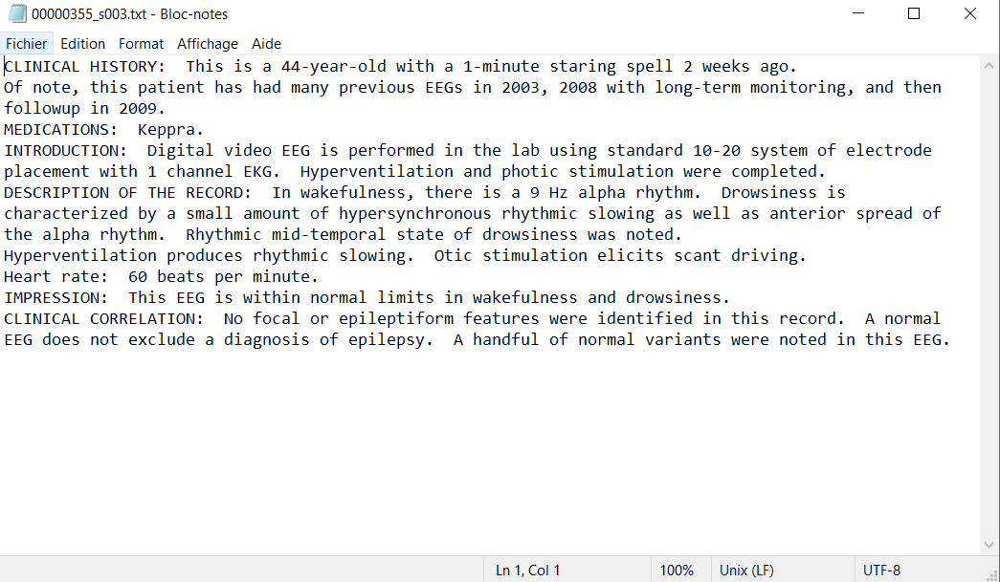 00000355_s003.txt - Bloc-notes
Fichier Edition Format Affichage Aide
CLINICAL HISTORY:  This is a 44-year-old with a 1-minute staring spell 2 weeks ago.
Of note, this patient has had many previous EEGs in 2003, 2008 with long-term monitoring, and then
followup in 2009.
MEDICATIONS:  Keppra.
INTRODUCTION:  Digital video EEG is performed in the lab using standard 10-20 system of electrode
placement with 1 channel EKG.  Hyperventilation and photic stimulation were completed.
DESCRIPTION OF THE RECORD:  In wakefulness, there is a 9 Hz alpha rhythm.  Drowsiness is
characterized by a small amount of hypersynchronous rhythmic slowing as well as anterior spread of
the alpha rhythm.  Rhythmic mid-temporal state of drowsiness was noted.
Hyperventilation produces rhythmic slowing.  Otic stimulation elicits scant driving.
Heart rate:  60 beats per minute.
IMPRESSION:  This EEG is within normal limits in wakefulness and drowsiness.
CLINICAL CORRELATION:  No focal or epileptiform features were identified in this record.  A normal
EEG does not exclude a diagnosis of epilepsy.  A handful of normal variants were noted in this EEG.
Ln 1, Col 1 100% Unix (LF) UTF-8